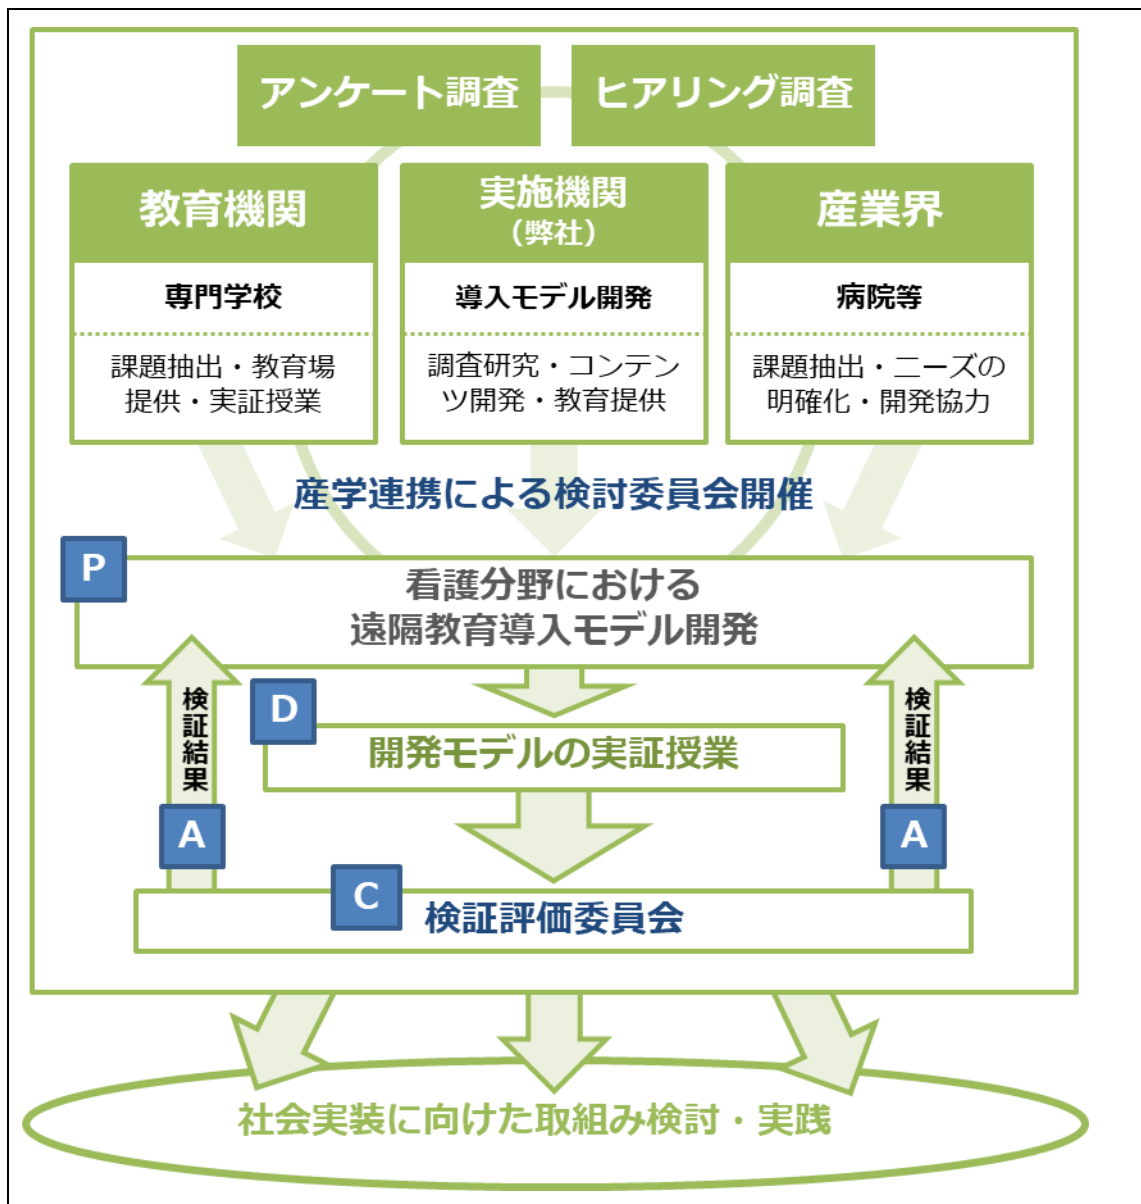 アンケート調査
ヒアリング調査
教育機関
専門学校
課題抽出・教育場
提供・実証授業
実施機関
（弊社）
導入モデル開発
調査研究・コンテン
ツ開発・教育提供
産業界
病院等
課題抽出・ニーズの
明確化・開発協力
産学連携による検討委員会開催
P
看護分野における
遠隔教育導入モデル開発
検証結果
A
D
開発モデルの実証授業
検証結果
A
C
検証評価委員会
社会実装に向けた取組み検討・実践